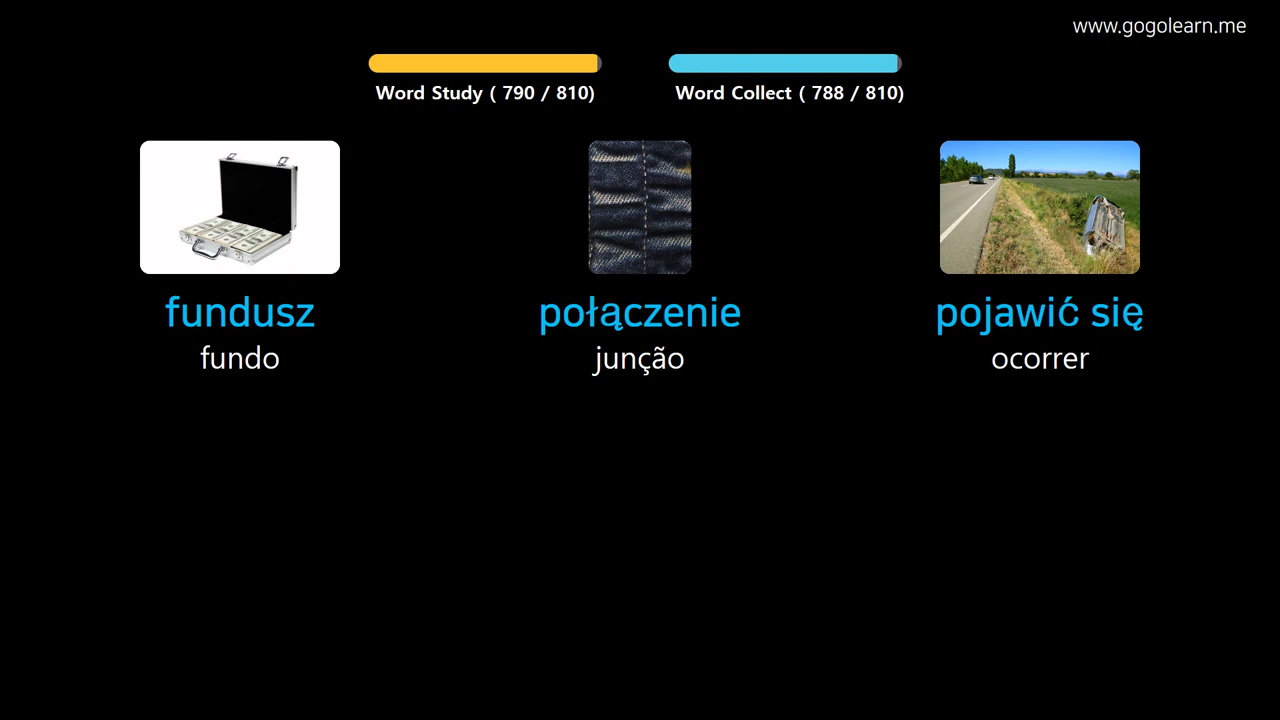 www.gogolearn.me
Word Study ( 790 / 810)
Word Collect ( 788 / 810)
fundusz
fundo
połączenie
junção
pojawić się
ocorrer